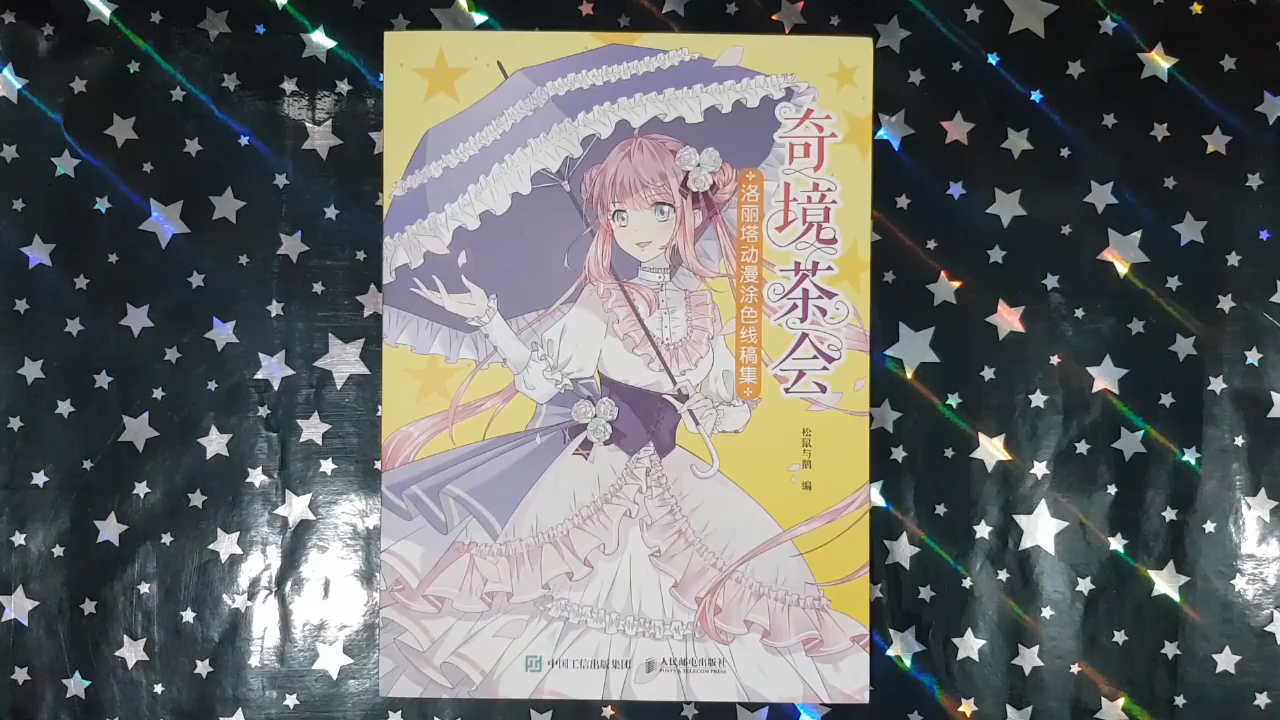 奇境茶会
洛丽塔动漫涂色线稿集
松鼠与鹅 编
中国工信出版集团
人民邮电出版社
POSTS & TELECOM PRESS